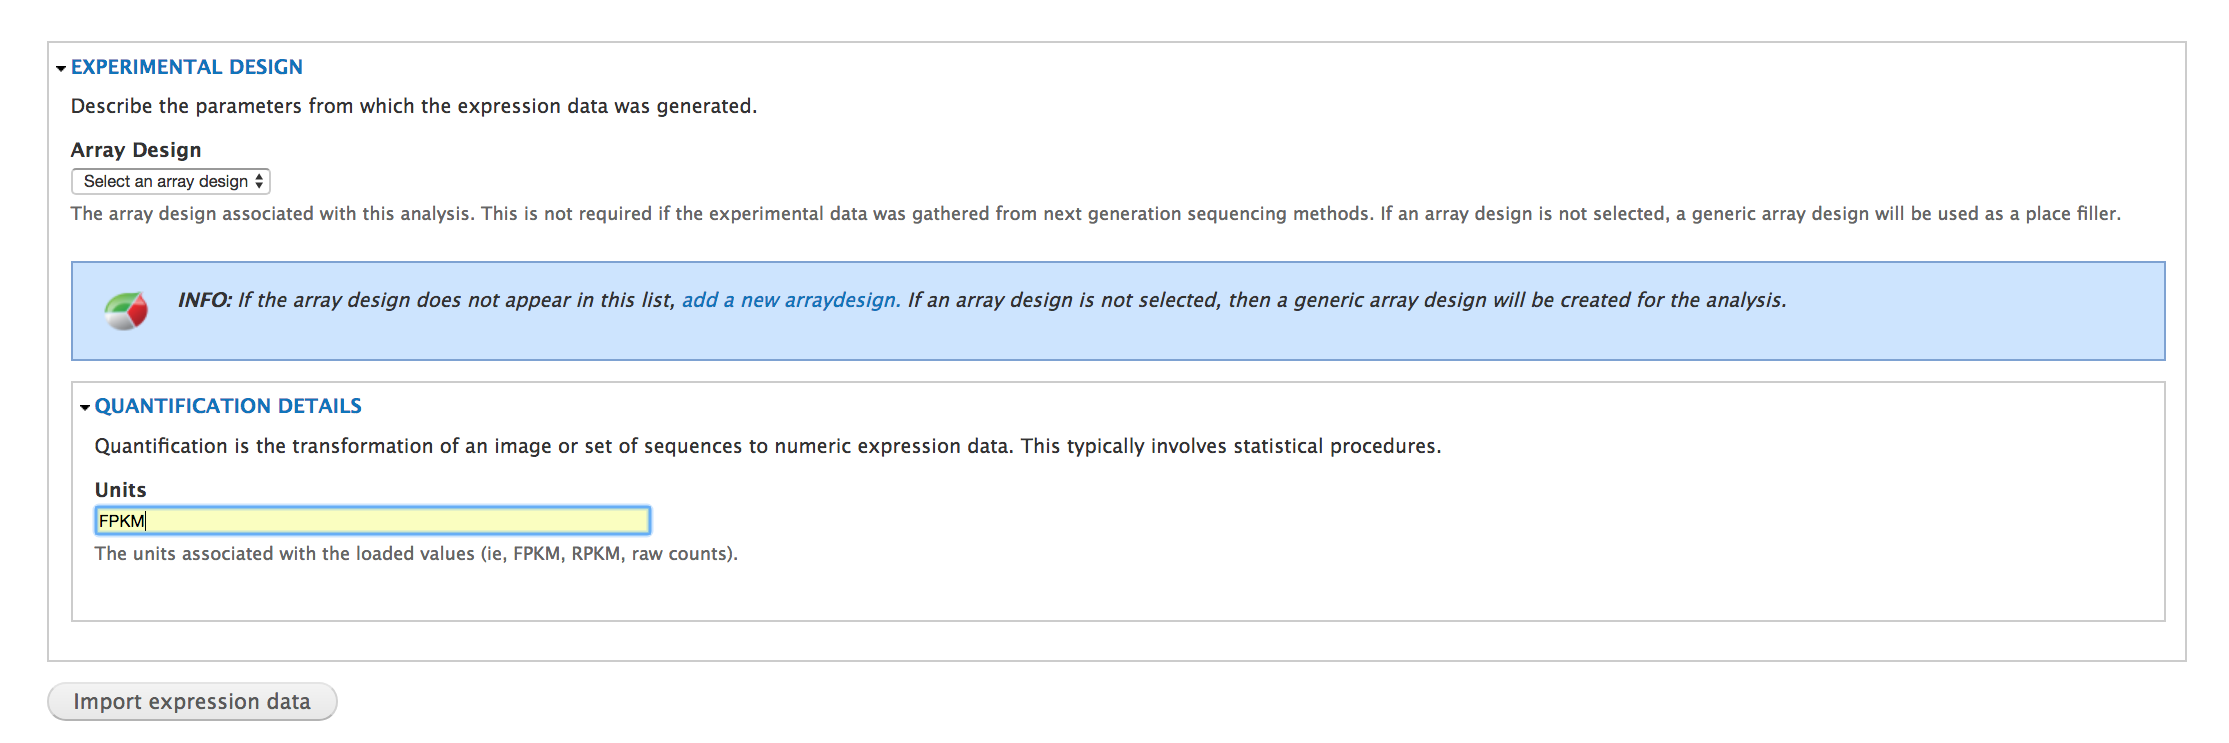 EXPERIMENTAL DESIGN
Describe the parameters from which the expression data was generated.
Array Design
Select an array design
The array design associated with this analysis. This is not required if the experimental data was gathered from next generation sequencing methods. If an array design is not selected, a generic array design will be used as a place filler.
INFO: If the array design does not appear in this list, add a new arraydesign. If an array design is not selected, then a generic array design will be created for the analysis.
QUANTIFICATION DETAILS
Quantification is the transformation of an image or set of sequences to numeric expression data. This typically involves statistical procedures.
Units
FPKM
The units associated with the loaded values (ie, FPKM, RPKM, raw counts).
Import expression data